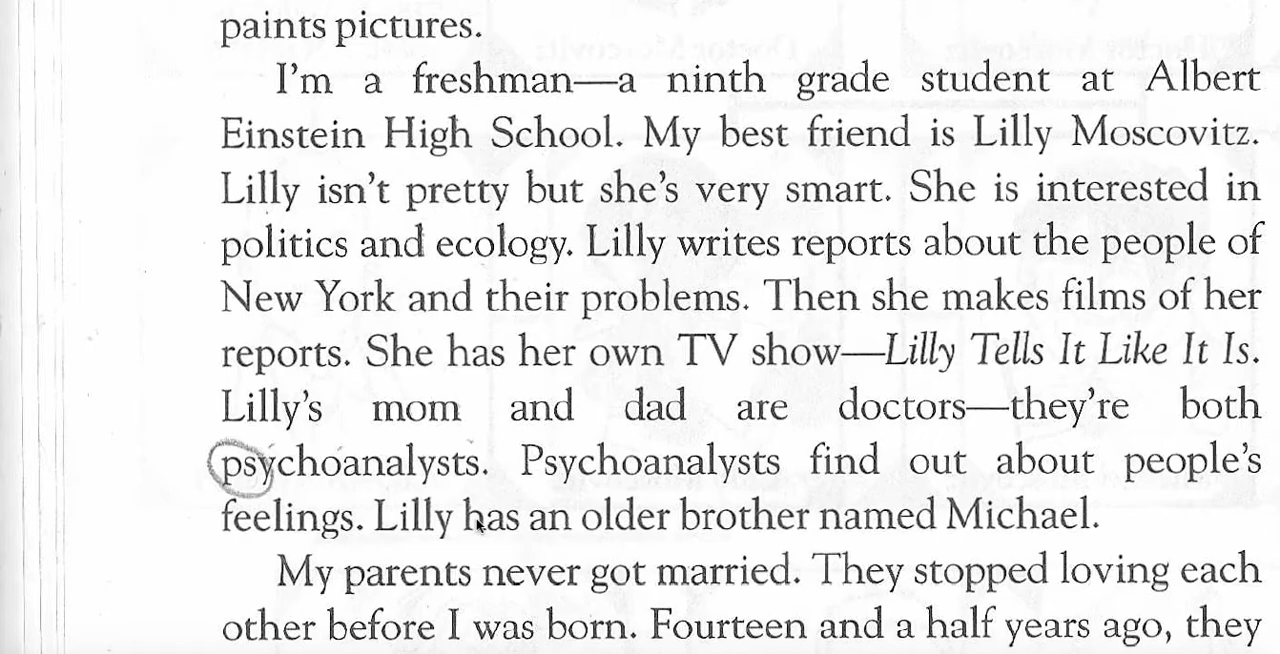 paints pictures.
I'm a freshman—a ninth grade student at Albert
Einstein High School. My best friend is Lilly Moscovitz.
Lilly isn't pretty but she's very smart. She is interested in
politics and ecology. Lilly writes reports about the people of
New York and their problems. Then she makes films of her
reports. She has her own TV show—Lilly Tells It Like It Is.
Lilly's mom and dad are doctors—they're both
psychoanalysts. Psychoanalysts find out about people's
feelings. Lilly has an older brother named Michael.
My parents never got married. They stopped loving each
other before I was born. Fourteen and a half years ago, they